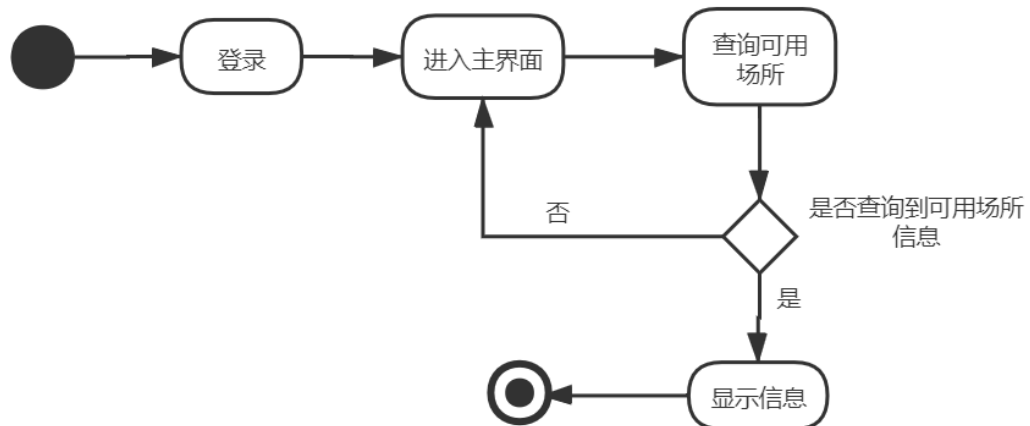 登录
进入主界面
查询可用
场所
是否查询到可用场所
信息
否
是
显示信息